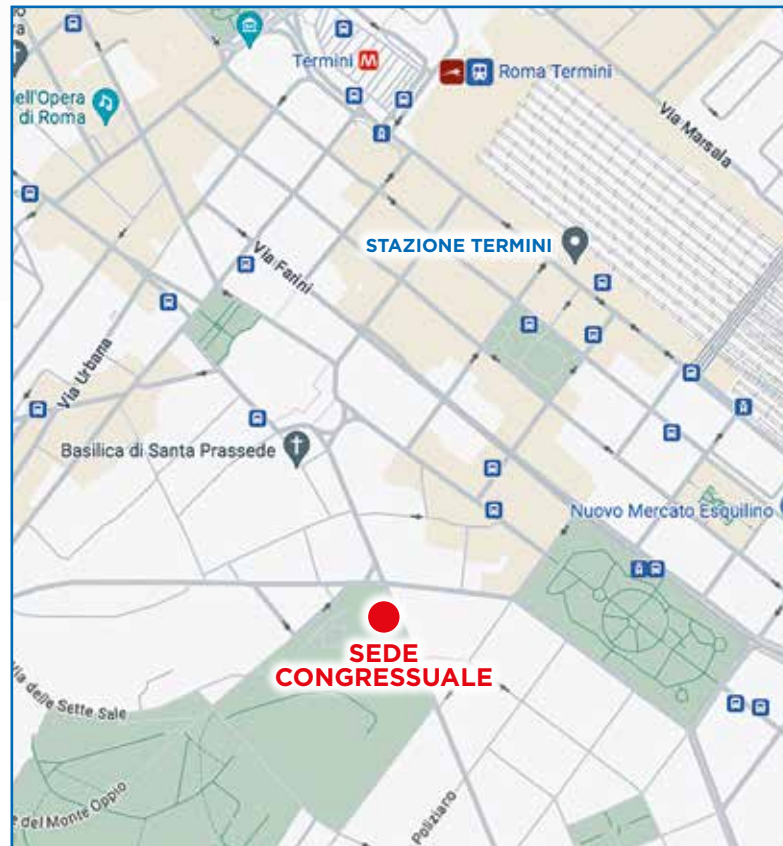 Termini M
Roma Termini
ell'Opera
di Roma
Via Marsala
STAZIONE TERMINI
Via Farini
Via Urbana
Basilica di Santa Prassede
Nuovo Mercato Esquilino
SEDE
CONGRESSUALE
Via delle Sette Sale
e del Monte Oppio
Poliziano